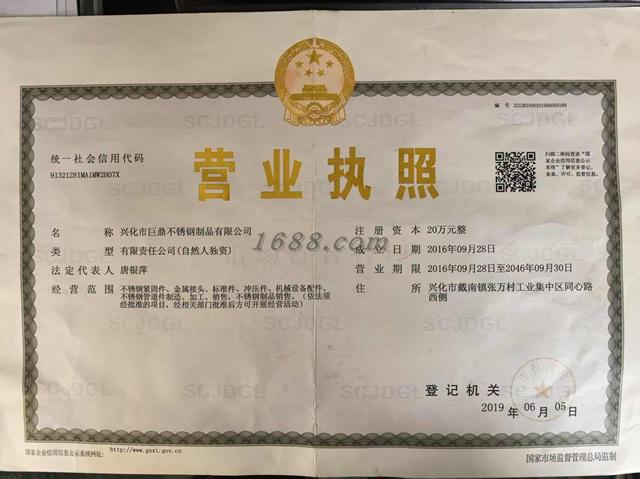 编 号 321281000201906050189
统一社会信用代码
91321281MA1MW2H07X
营业执照
扫描二维码登录“国
家企业信用信息公示
系统”了解更多登记、
备案、许可、监管信息。
名 称 兴化市巨鼎不锈钢制品有限公司
类 型 有限责任公司(自然人独资)
法定代表人 唐银萍
经营范围 不锈钢紧固件、金属接头、标准件、冲压件、机械设备配件、
不锈钢管道件制造、加工、销售，不锈钢制品销售。（依法须
经批准的项目，经相关部门批准后方可开展经营活动）
注册资本 20万元整
成立日期 2016年09月28日
营业期限 2016年09月28日至2046年09月30日
住 所 兴化市戴南镇张万村工业集中区同心路
西侧
1688.com
SCJDGL
登记机关
2019 年 06 月 05 日
国家企业信用信息公示系统网址: http://www.gsxt.gov.cn
国家市场监督管理总局监制